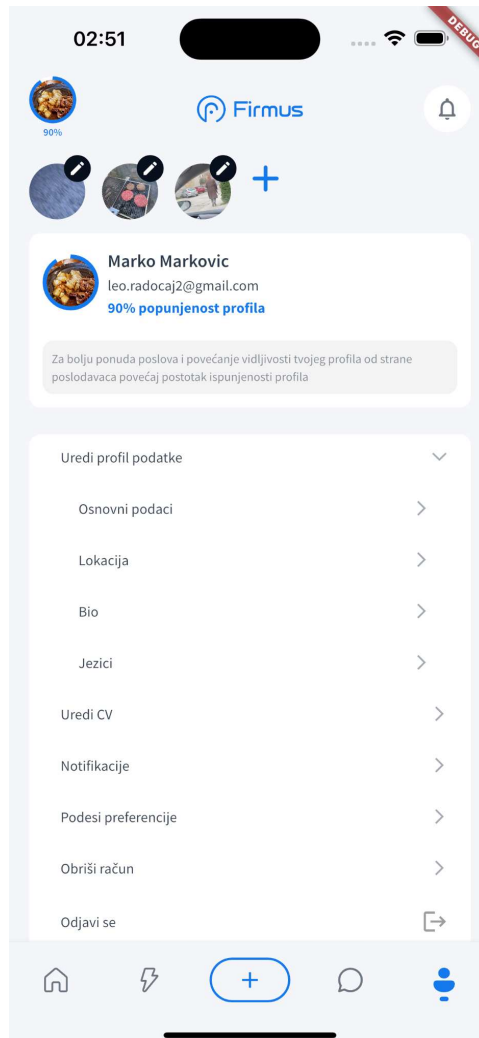 02:51
DEBUG
90%
Firmus
Marko Markovic
leo.radocaj2@gmail.com
90% popunjenost profila
Za bolju ponuda poslova i povećanje vidljivosti tvojeg profila od strane
poslodavaca povećaj postotak ispunjenosti profila
Uredi profil podatke
Osnovni podaci
Lokacija
Bio
Jezici
Uredi CV
Notifikacije
Podesi preferencije
Obriši račun
Odjavi se